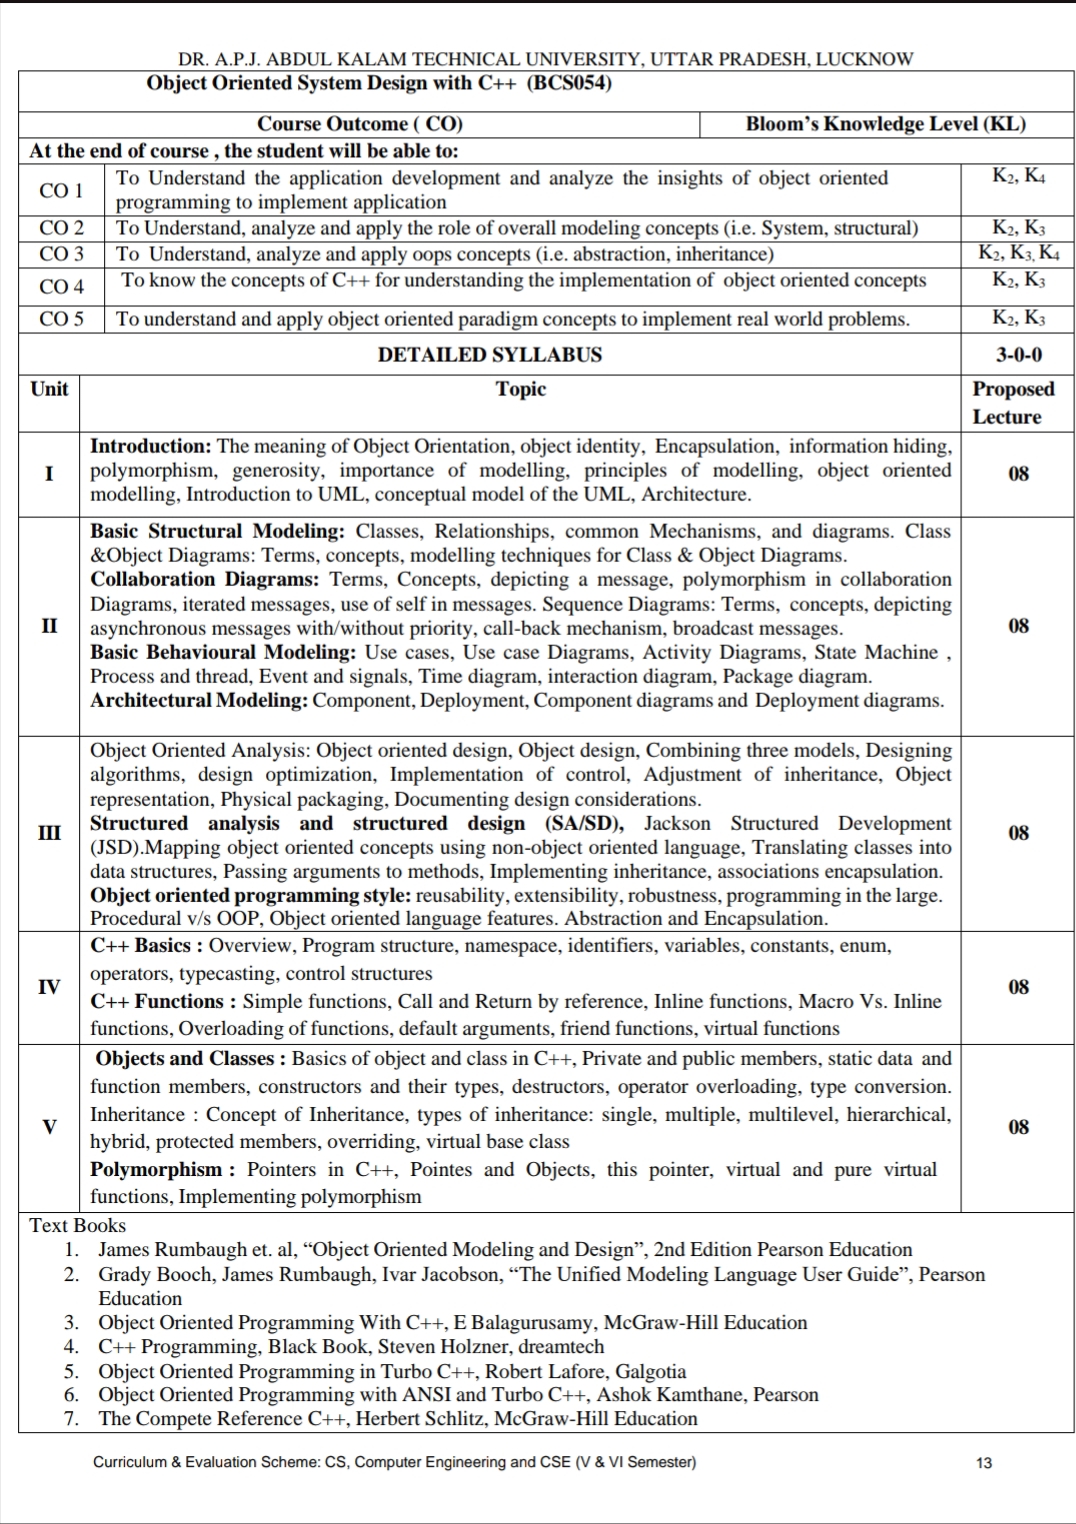 DR. A.P.J. ABDUL KALAM TECHNICAL UNIVERSITY, UTTAR PRADESH, LUCKNOW
Object Oriented System Design with C++ (BCS054)
Course Outcome ( CO)
Bloom’s Knowledge Level (KL)
At the end of course , the student will be able to:
CO 1
To Understand the application development and analyze the insights of object oriented
programming to implement application
K2, K4
CO 2
To Understand, analyze and apply the role of overall modeling concepts (i.e. System, structural)
K2, K3
CO 3
To Understand, analyze and apply oops concepts (i.e. abstraction, inheritance)
K2, K3, K4
CO 4
To know the concepts of C++ for understanding the implementation of object oriented concepts
K2, K3
CO 5
To understand and apply object oriented paradigm concepts to implement real world problems.
K2, K3
DETAILED SYLLABUS
3-0-0
Unit
Topic
Proposed
Lecture
I
Introduction: The meaning of Object Orientation, object identity, Encapsulation, information hiding,
polymorphism, generosity, importance of modelling, principles of modelling, object oriented
modelling, Introduction to UML, conceptual model of the UML, Architecture.
08
II
Basic Structural Modeling: Classes, Relationships, common Mechanisms, and diagrams. Class
&Object Diagrams: Terms, concepts, modelling techniques for Class & Object Diagrams.
Collaboration Diagrams: Terms, Concepts, depicting a message, polymorphism in collaboration
Diagrams, iterated messages, use of self in messages. Sequence Diagrams: Terms, concepts, depicting
asynchronous messages with/without priority, call-back mechanism, broadcast messages.
Basic Behavioural Modeling: Use cases, Use case Diagrams, Activity Diagrams, State Machine ,
Process and thread, Event and signals, Time diagram, interaction diagram, Package diagram.
Architectural Modeling: Component, Deployment, Component diagrams and Deployment diagrams.
08
III
Object Oriented Analysis: Object oriented design, Object design, Combining three models, Designing
algorithms, design optimization, Implementation of control, Adjustment of inheritance, Object
representation, Physical packaging, Documenting design considerations.
Structured analysis and structured design (SA/SD), Jackson Structured Development
(JSD).Mapping object oriented concepts using non-object oriented language, Translating classes into
data structures, Passing arguments to methods, Implementing inheritance, associations encapsulation.
Object oriented programming style: reusability, extensibility, robustness, programming in the large.
Procedural v/s OOP, Object oriented language features. Abstraction and Encapsulation.
08
IV
C++ Basics : Overview, Program structure, namespace, identifiers, variables, constants, enum,
operators, typecasting, control structures
C++ Functions : Simple functions, Call and Return by reference, Inline functions, Macro Vs. Inline
functions, Overloading of functions, default arguments, friend functions, virtual functions
08
V
Objects and Classes : Basics of object and class in C++, Private and public members, static data and
function members, constructors and their types, destructors, operator overloading, type conversion.
Inheritance : Concept of Inheritance, types of inheritance: single, multiple, multilevel, hierarchical,
hybrid, protected members, overriding, virtual base class
Polymorphism : Pointers in C++, Pointes and Objects, this pointer, virtual and pure virtual
functions, Implementing polymorphism
08
Text Books
1. James Rumbaugh et. al, “Object Oriented Modeling and Design”, 2nd Edition Pearson Education
2. Grady Booch, James Rumbaugh, Ivar Jacobson, “The Unified Modeling Language User Guide”, Pearson
Education
3. Object Oriented Programming With C++, E Balagurusamy, McGraw-Hill Education
4. C++ Programming, Black Book, Steven Holzner, dreamtech
5. Object Oriented Programming in Turbo C++, Robert Lafore, Galgotia
6. Object Oriented Programming with ANSI and Turbo C++, Ashok Kamthane, Pearson
7. The Compete Reference C++, Herbert Schlitz, McGraw-Hill Education
Curriculum & Evaluation Scheme: CS, Computer Engineering and CSE (V & VI Semester)
13